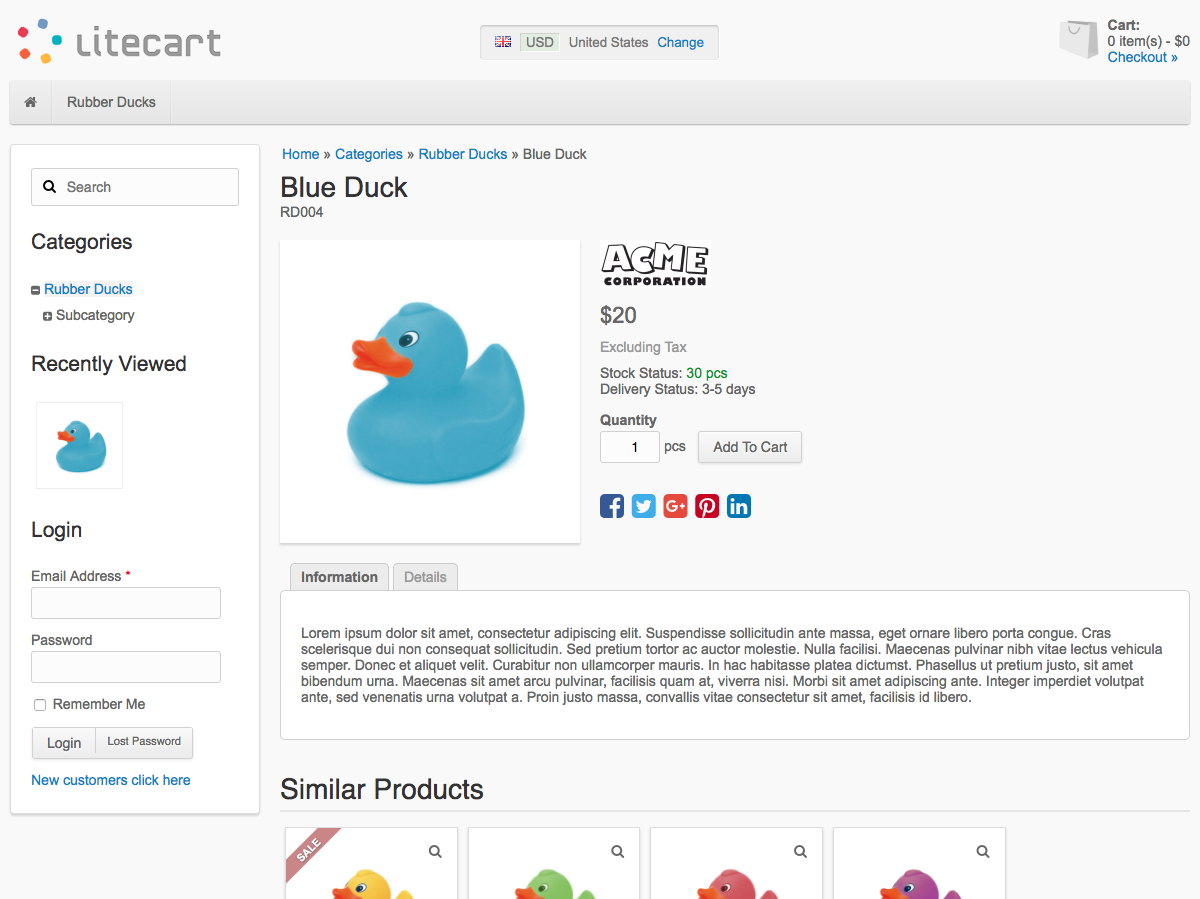 litecart
USD United States Change
Cart:
0 item(s) - $0
Checkout »
Rubber Ducks
Search
Categories
Rubber Ducks
Subcategory
Recently Viewed
Login
Email Address *
Password
Remember Me
Login Lost Password
New customers click here
Home » Categories » Rubber Ducks » Blue Duck
Blue Duck
RD004
ACME
CORPORATION
$20
Excluding Tax
Stock Status: 30 pcs
Delivery Status: 3-5 days
Quantity
1 pcs Add To Cart
f G+ P in
Information Details
Lorem ipsum dolor sit amet, consectetur adipiscing elit. Suspendisse sollicitudin ante massa, eget ornare libero porta congue. Cras
scelerisque dui non consequat sollicitudin. Sed pretium tortor ac auctor molestie. Nulla facilisi. Maecenas pulvinar nibh vitae lectus vehicula
semper. Donec et aliquet velit. Curabitur non ullamcorper mauris. In hac habitasse platea dictumst. Phasellus ut pretium justo, sit amet
bibendum urna. Maecenas sit amet arcu pulvinar, facilisis quam at, viverra nisi. Morbi sit amet adipiscing ante. Integer imperdiet volutpat
ante, sed venenatis urna volutpat a. Proin justo massa, convallis vitae consectetur sit amet, facilisis id libero.
Similar Products
SALE